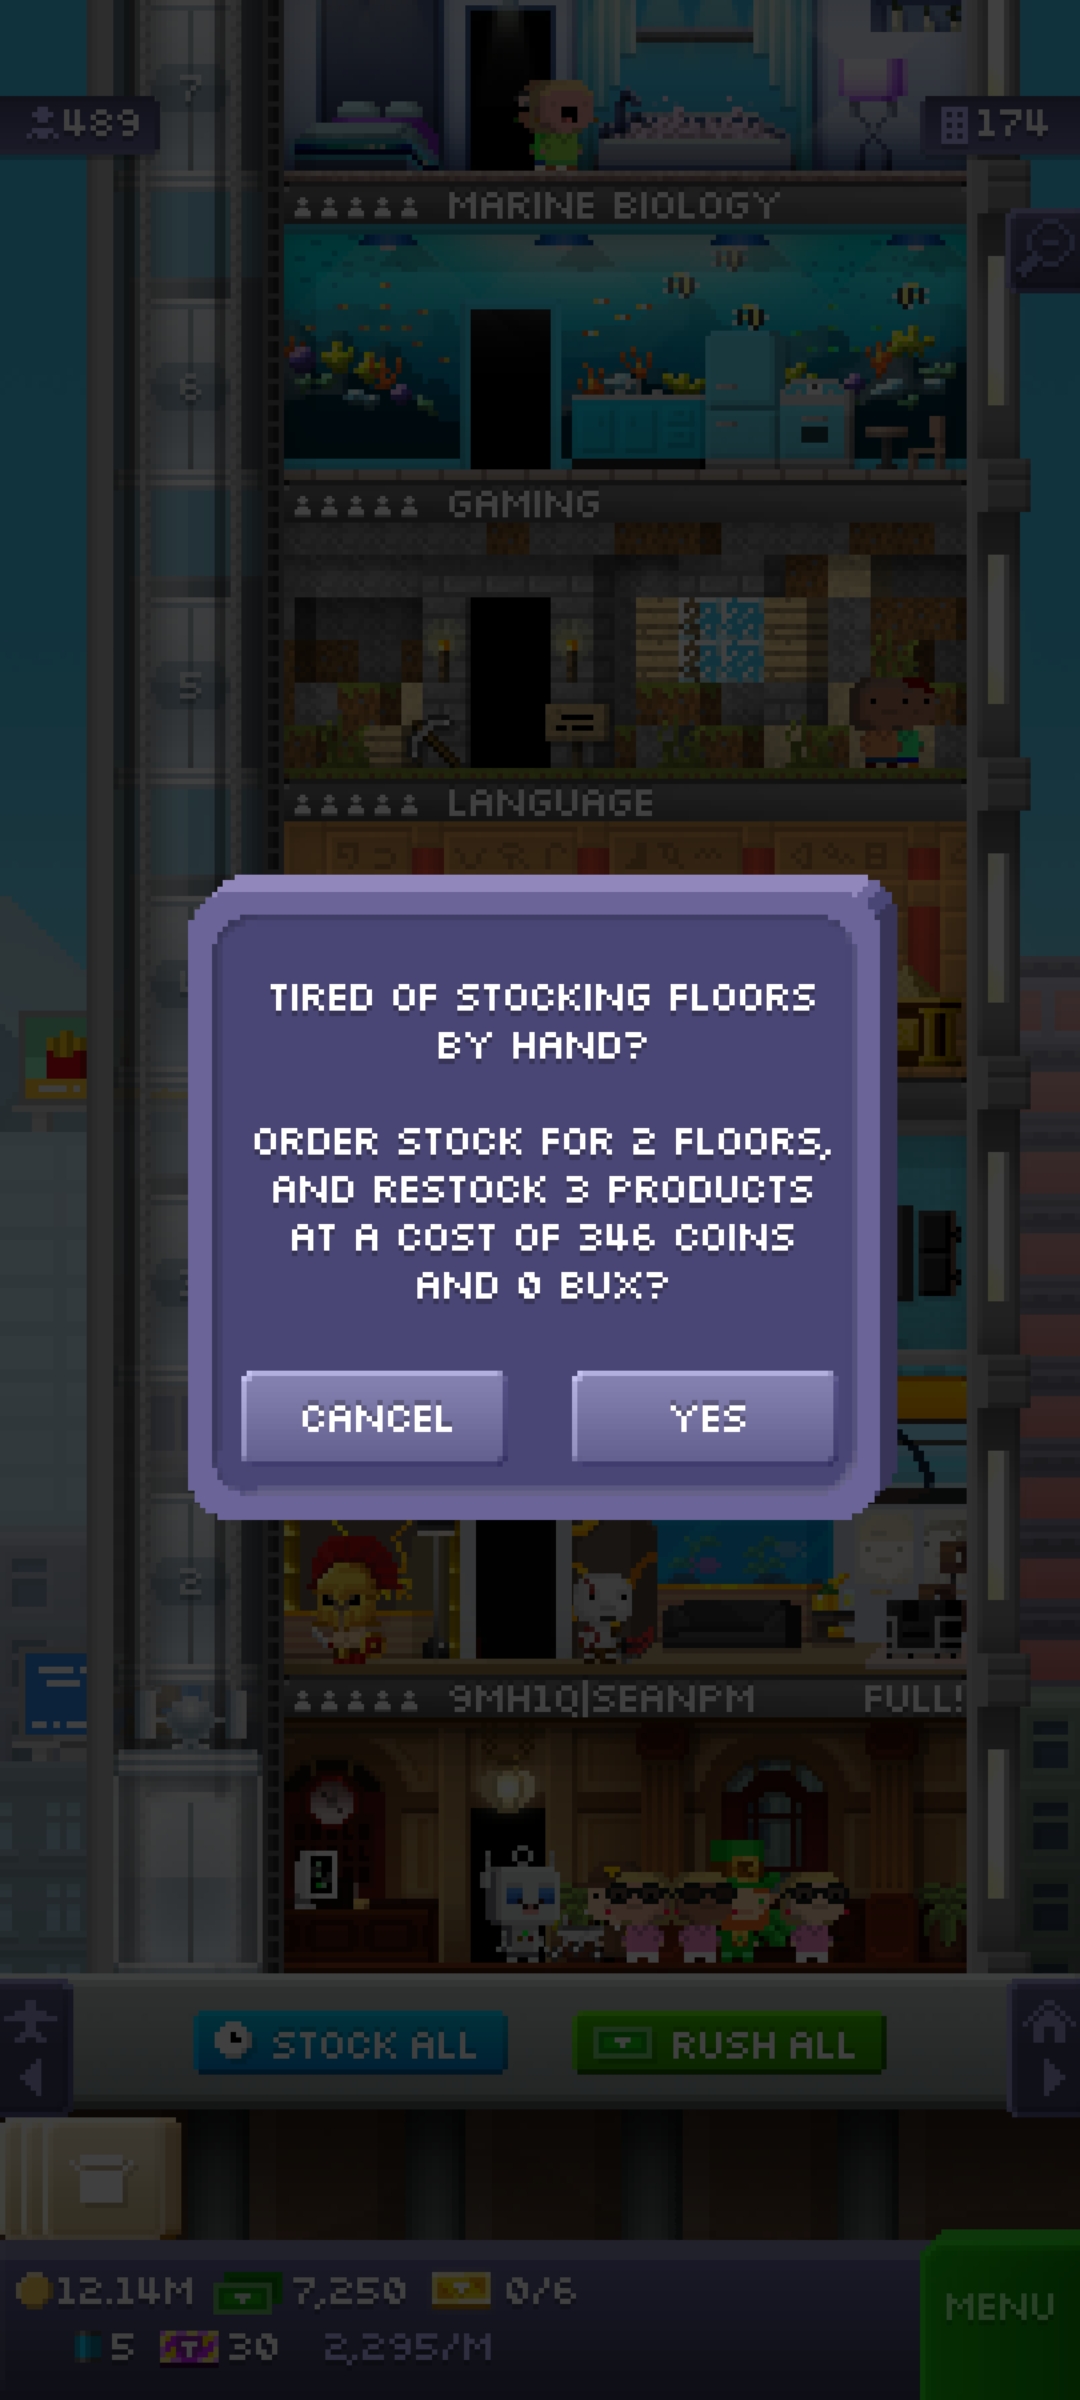 7
489
174
MARINE BIOLOGY
6
GAMING
5
LANGUAGE
TIRED OF STOCKING FLOORS
BY HAND?
ORDER STOCK FOR 2 FLOORS,
AND RESTOCK 3 PRODUCTS
AT A COST OF 346 COINS
AND 0 BUX?
CANCEL YES
2
9MH1Q|SEANPM FULL!
STOCK ALL RUSH ALL
12.14M 7,250 0/6
MENU
5 30 2,295/M